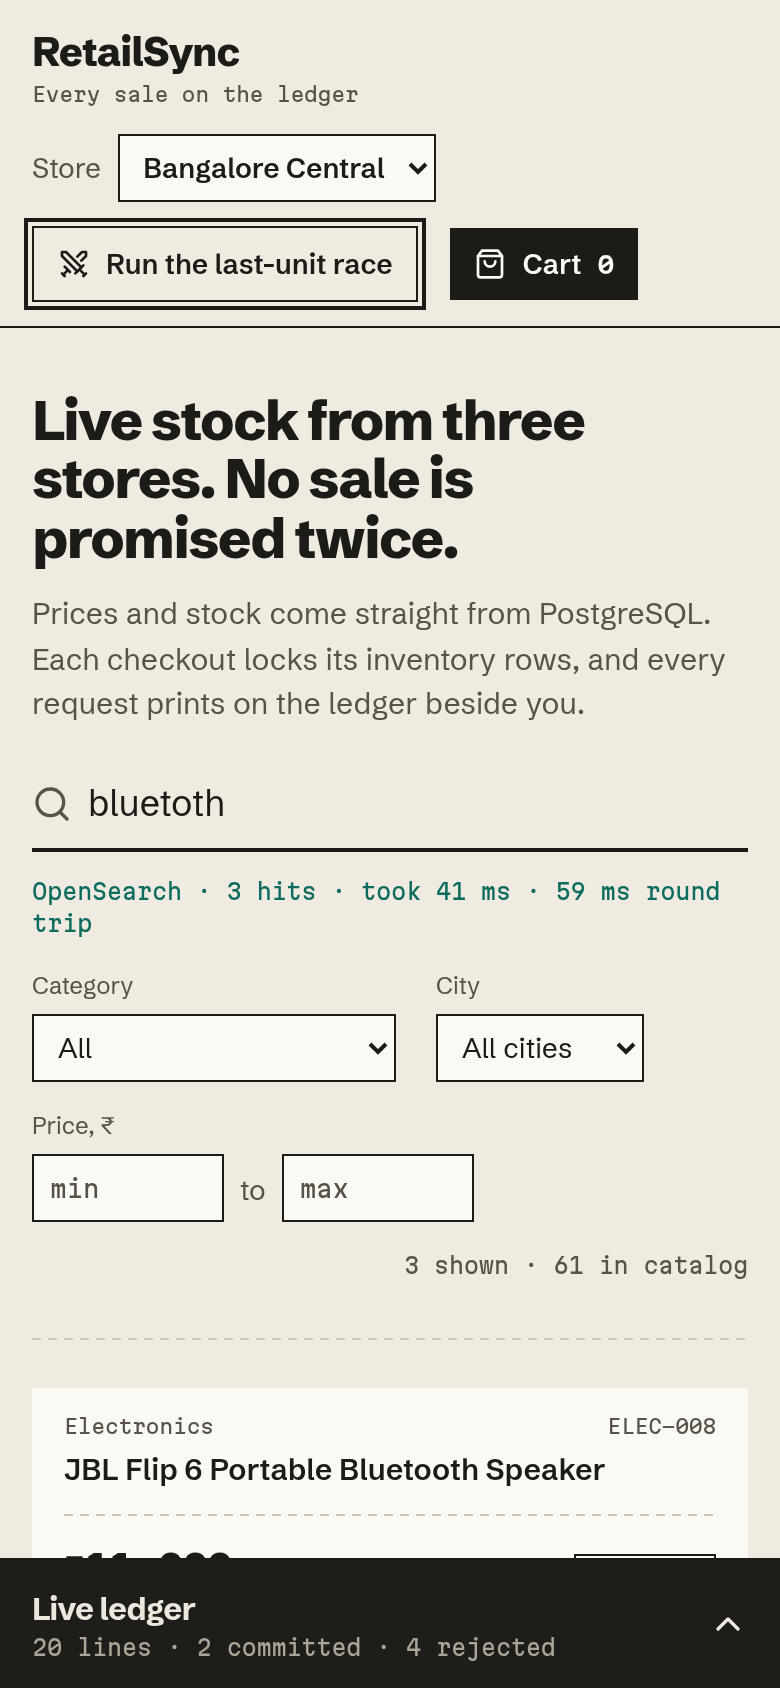 RetailSync
Every sale on the ledger
Store Bangalore Central
Run the last-unit race Cart 0
Live stock from three
stores. No sale is
promised twice.
Prices and stock come straight from PostgreSQL.
Each checkout locks its inventory rows, and every
request prints on the ledger beside you.
bluetoth
OpenSearch · 3 hits · took 41 ms · 59 ms round
trip
Category City
All All cities
Price, ₹
min to max
3 shown · 61 in catalog
Electronics ELEC-008
JBL Flip 6 Portable Bluetooth Speaker
Live ledger
20 lines · 2 committed · 4 rejected